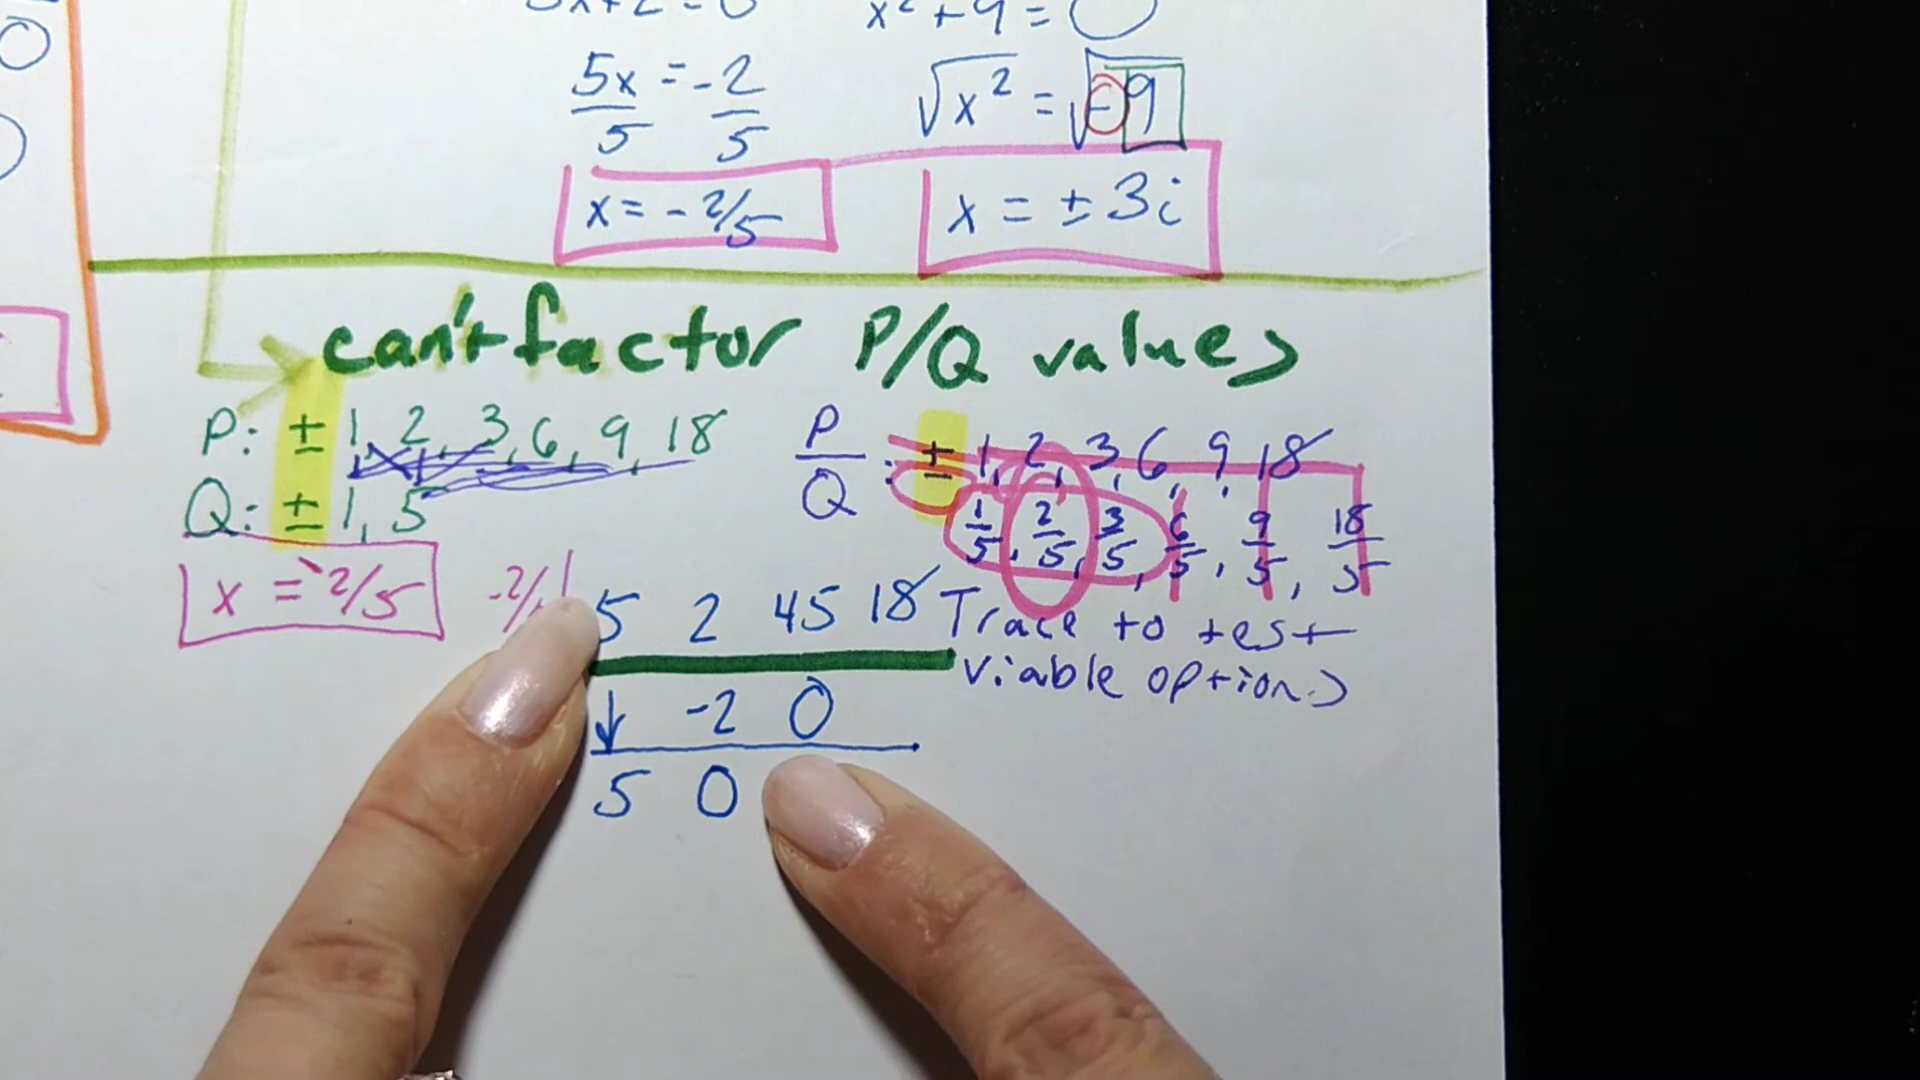 5x+2=0
x²+9=0
5x = -2
5 5
√x² = √-9
x = -2/5
x = ±3i
can't factor P/Q values
P: ± 1, 2, 3, 6, 9, 18
Q: ± 1, 5
P/Q : ± 1, 2, 3, 6, 9, 18
1/5, 2/5, 3/5, 6/5, 9/5, 18/5
x = -2/5
-2/
5 2 45 18
Trace to test
viable options
↓ -2 0
5 0